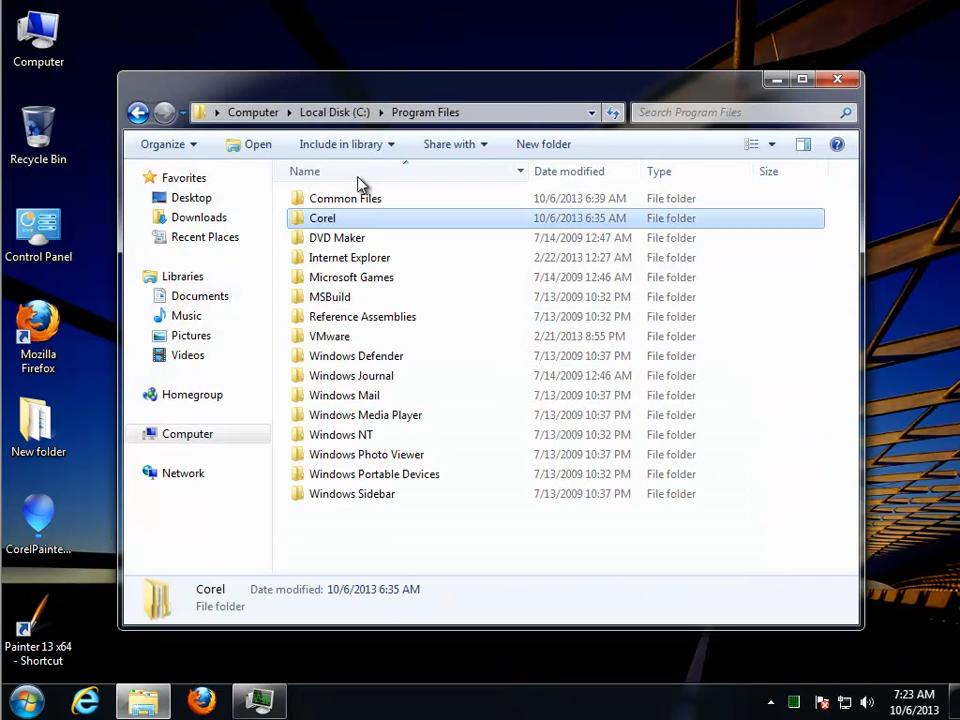 Computer
Recycle Bin
Control Panel
Mozilla
Firefox
New folder
CorelPainte...
Painter 13 x64
- Shortcut
Computer Local Disk (C:) Program Files
Search Program Files
Organize Open Include in library Share with New folder
Favorites
Desktop
Downloads
Recent Places
Libraries
Documents
Music
Pictures
Videos
Homegroup
Computer
Network
Name Date modified Type Size
Common Files 10/6/2013 6:39 AM File folder
Corel 10/6/2013 6:35 AM File folder
DVD Maker 7/14/2009 12:47 AM File folder
Internet Explorer 2/22/2013 12:27 AM File folder
Microsoft Games 7/14/2009 12:46 AM File folder
MSBuild 7/13/2009 10:32 PM File folder
Reference Assemblies 7/13/2009 10:32 PM File folder
VMware 2/21/2013 8:55 PM File folder
Windows Defender 7/13/2009 10:37 PM File folder
Windows Journal 7/14/2009 12:46 AM File folder
Windows Mail 7/13/2009 10:37 PM File folder
Windows Media Player 7/13/2009 10:37 PM File folder
Windows NT 7/13/2009 10:32 PM File folder
Windows Photo Viewer 7/13/2009 10:37 PM File folder
Windows Portable Devices 7/13/2009 10:32 PM File folder
Windows Sidebar 7/13/2009 10:37 PM File folder
Corel Date modified: 10/6/2013 6:35 AM
File folder
7:23 AM
10/6/2013